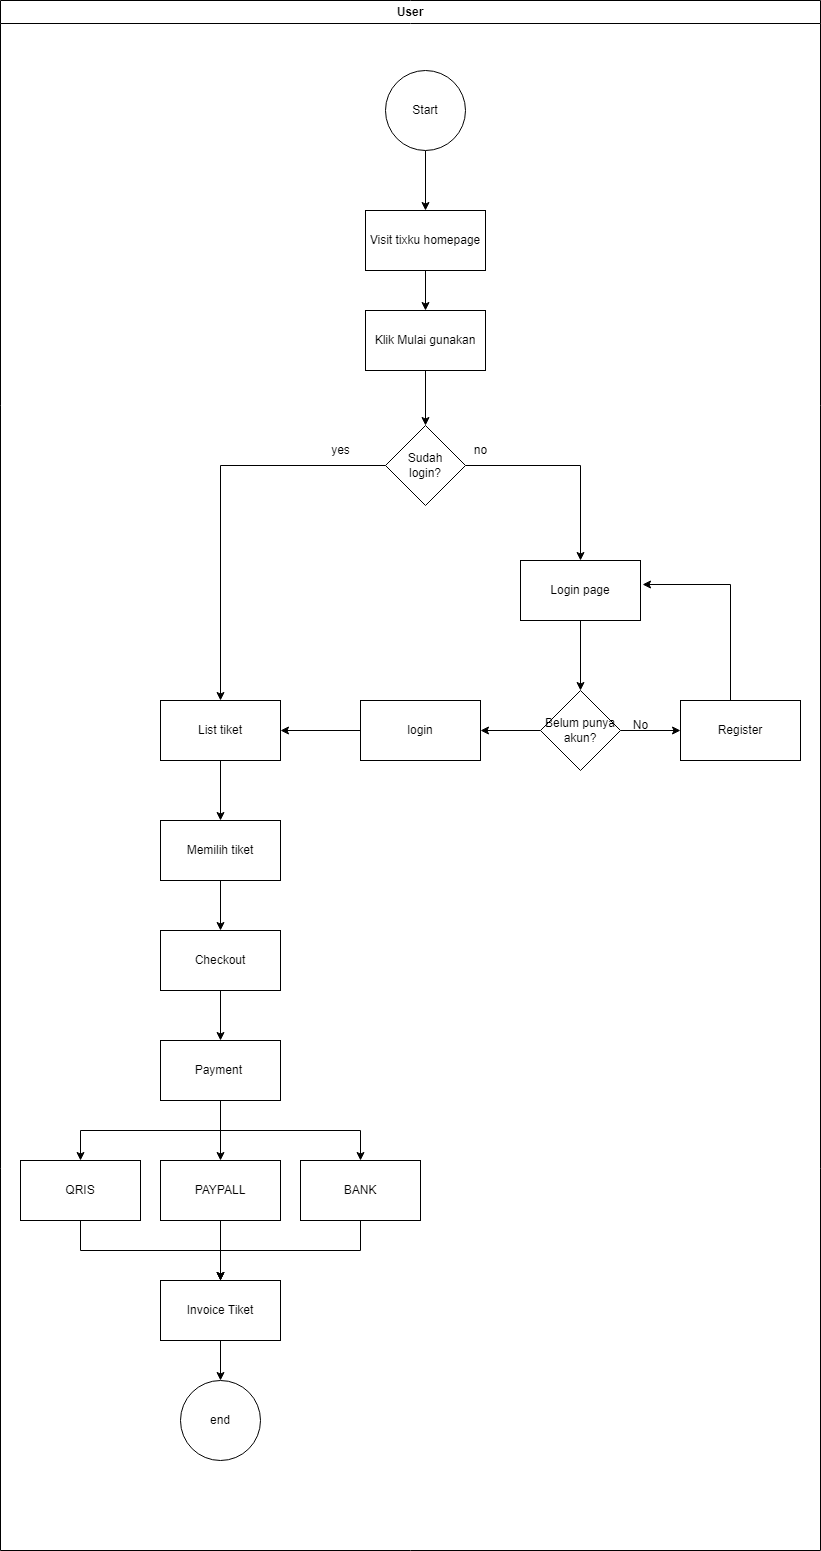 User
Start
Visit tixku homepage
Klik Mulai gunakan
yes
no
Sudah
login?
Login page
List tiket
login
Belum punya
akun?
No
Register
Memilih tiket
Checkout
Payment
QRIS
PAYPALL
BANK
Invoice Tiket
end